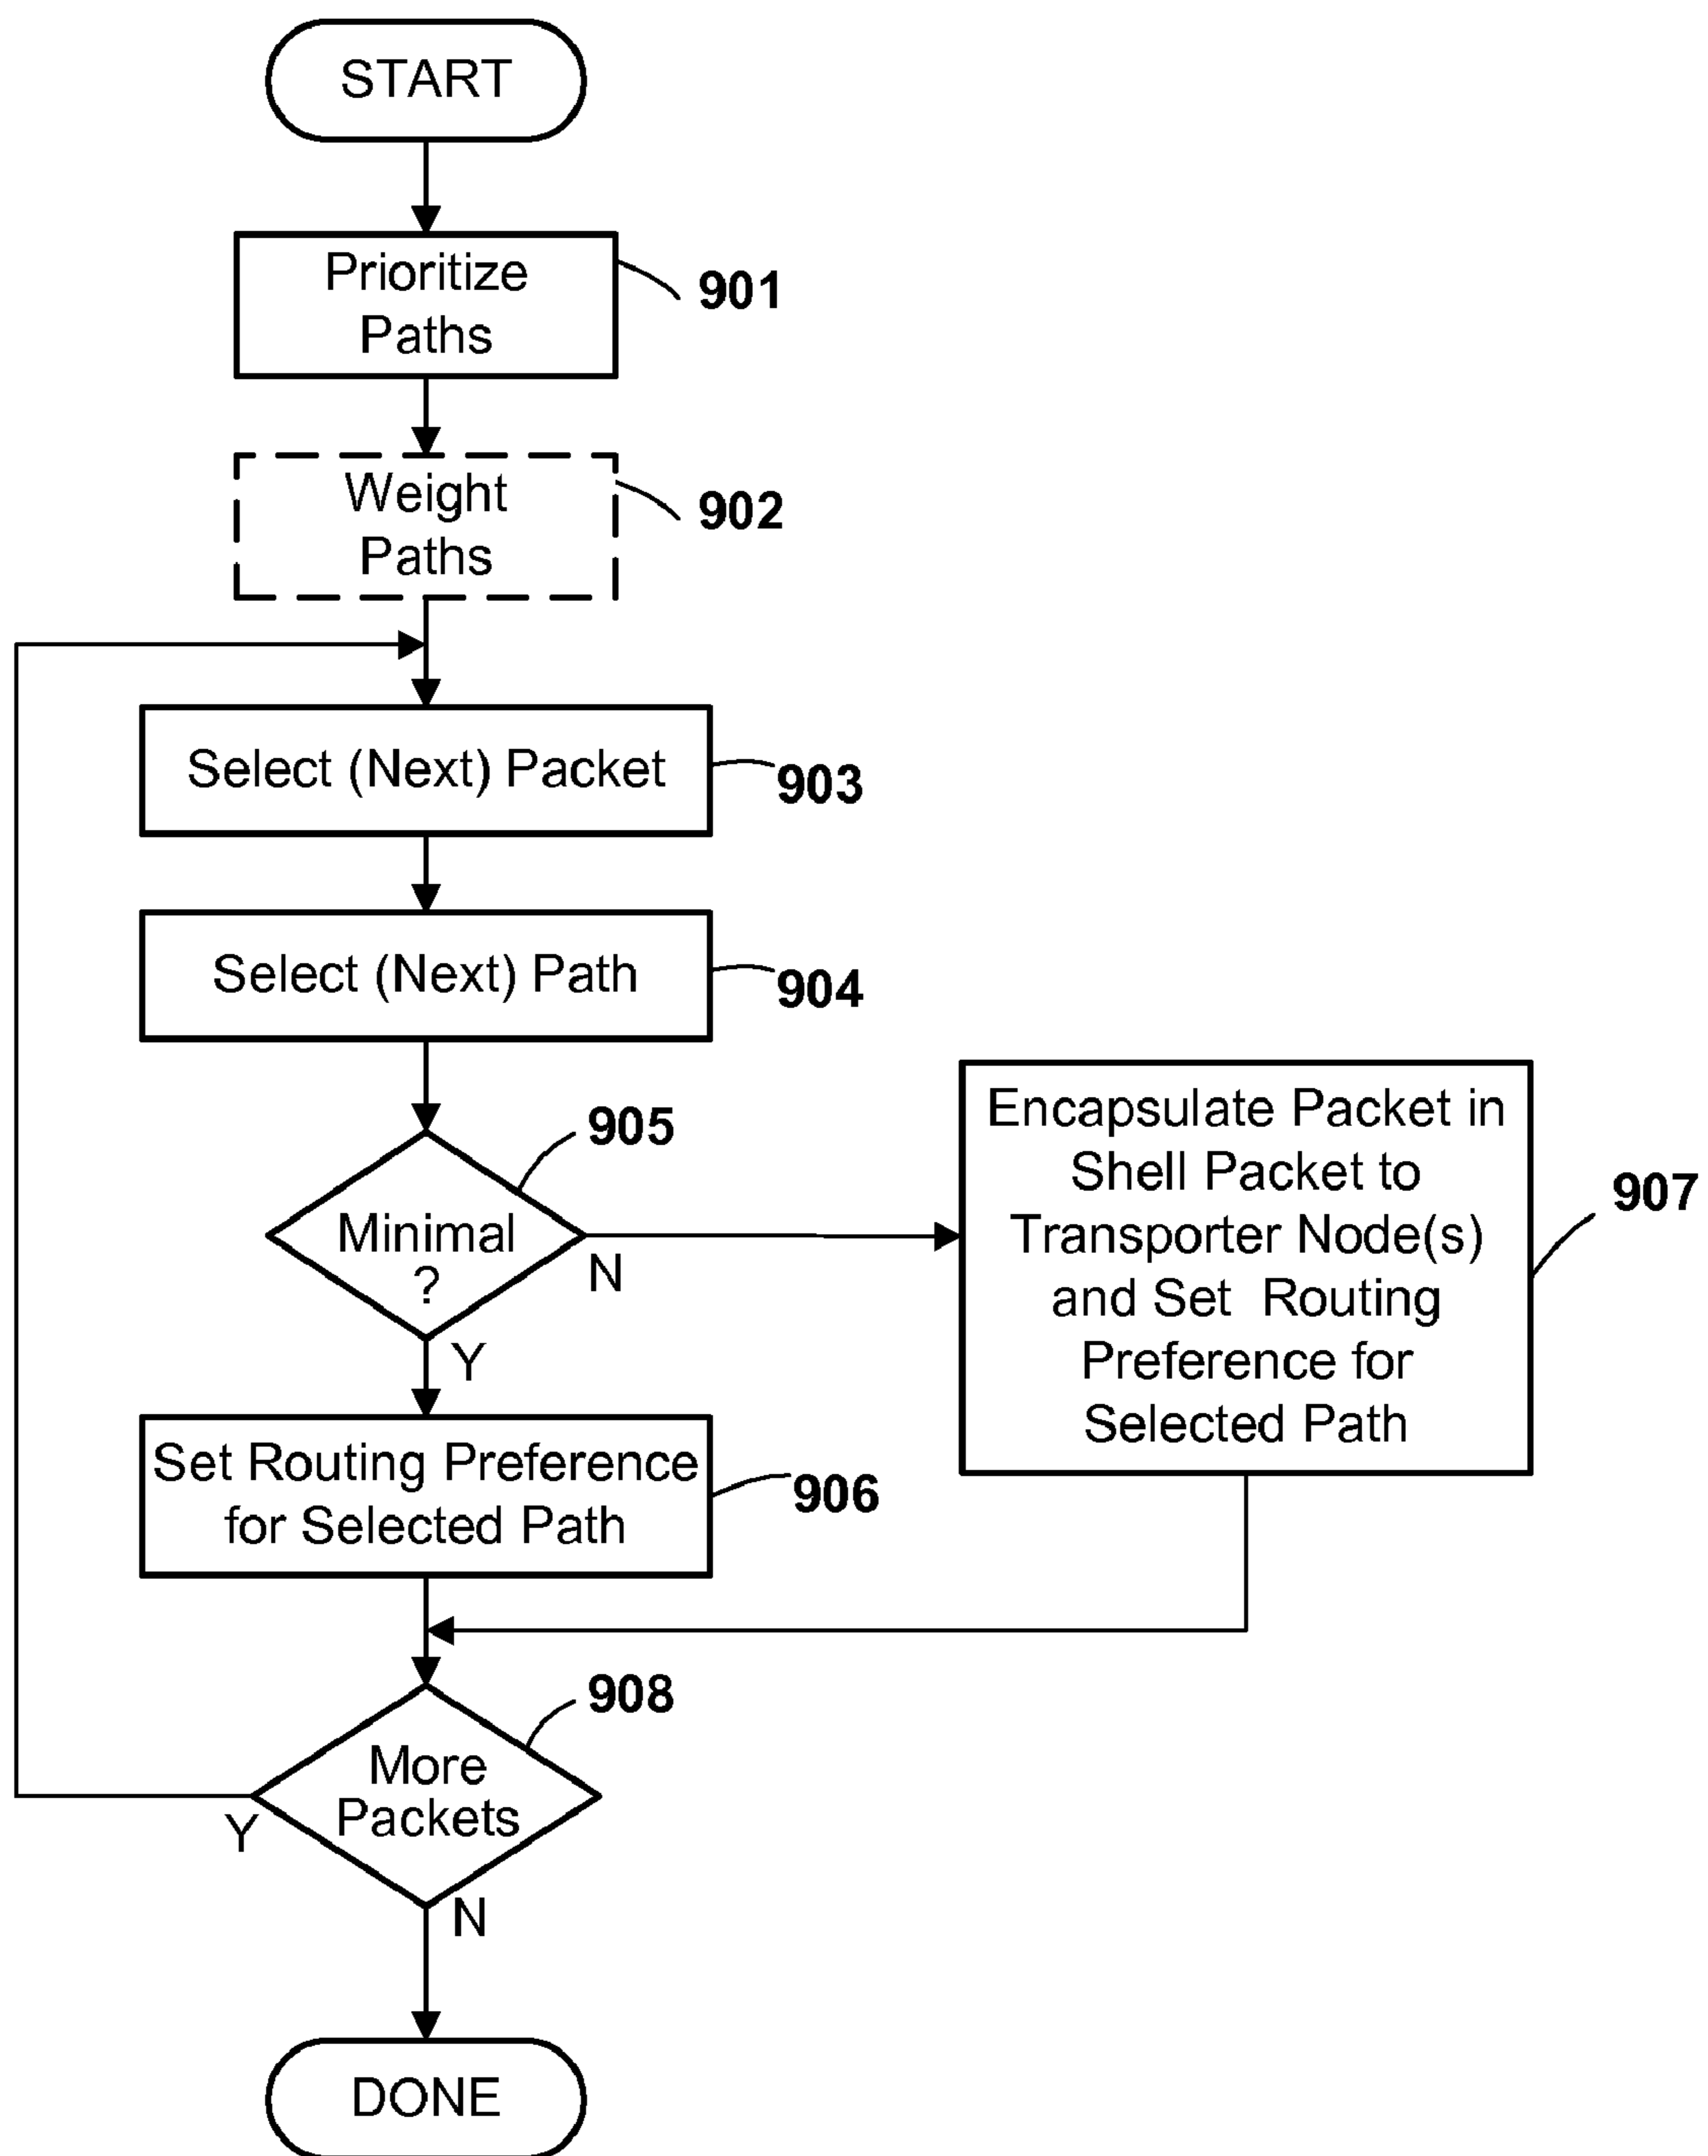 START
Prioritize
Paths
901
Weight
Paths
902
Select (Next) Packet
903
Select (Next) Path
904
905
Minimal
?
N
Y
Encapsulate Packet in
Shell Packet to
Transporter Node(s)
and Set Routing
Preference for
Selected Path
907
Set Routing Preference
for Selected Path
906
908
More
Packets
Y
N
DONE